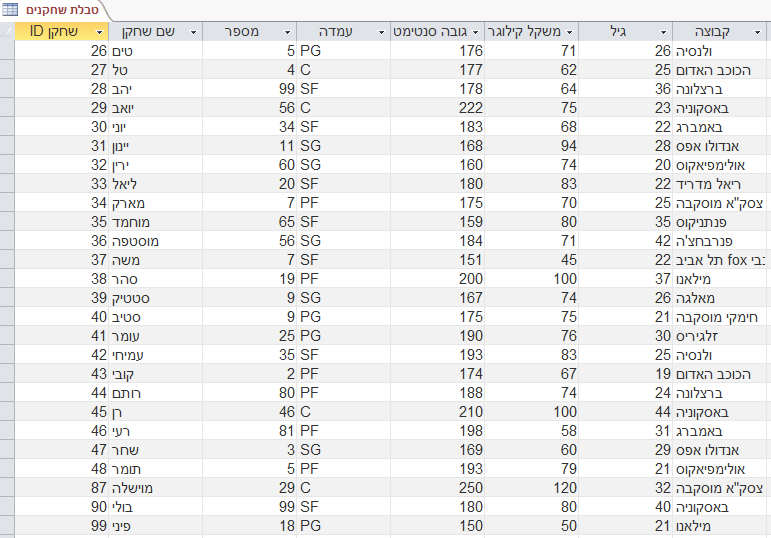 טבלת שחקנים
שחקן ID שם שחקן מספר עמדה גובה סנטימט משקל קילוגר גיל קבוצה
26 טים 5 PG 176 71 26 ולנסיה
27 טל 4 C 177 62 25 הכוכב האדום
28 יהב 99 SF 178 64 36 ברצלונה
29 יואב 56 C 222 75 23 באסקוניה
30 יוני 34 SF 183 68 22 באמברג
31 יינון 11 SG 168 94 28 אנדולו אפס
32 ירין 60 SG 160 74 20 אולימפיאקוס
33 ליאל 20 SF 180 83 22 ריאל מדריד
34 מארק 7 PF 175 70 25 צסק"א מוסקבה
35 מוחמד 65 SF 159 80 35 פנתניקוס
36 מוסטפה 56 SG 184 71 42 פנרבחצ'ה
37 משה 7 SF 151 45 22 כבי fox תל אביב
38 סהר 19 PF 200 100 37 מילאנו
39 סטטיק 9 SG 167 74 26 מאלגה
40 סטיב 9 PG 175 75 21 חימקי מוסקבה
41 עומר 25 PG 190 76 30 זלגיריס
42 עמיחי 35 SF 193 83 25 ולנסיה
43 קובי 2 PF 174 67 19 הכוכב האדום
44 רותם 80 PF 188 74 24 ברצלונה
45 רן 46 C 210 100 44 באסקוניה
46 רעי 81 PF 198 58 31 באמברג
47 שחר 3 SG 169 60 29 אנדולו אפס
48 תומר 5 PF 193 79 21 אולימפיאקוס
87 מוישלה 29 C 250 120 32 צסק"א מוסקבה
90 בולי 99 SF 180 80 40 באסקוניה
99 פיני 18 PG 150 50 21 מילאנו